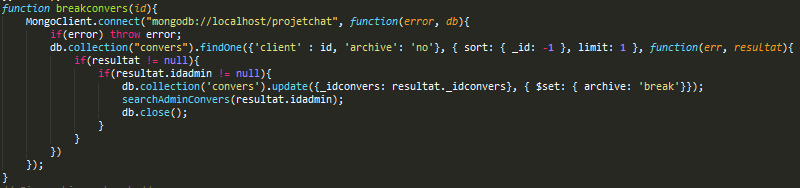 function breakconvers(id){
    MongoClient.connect("mongodb://localhost/projetchat", function(error, db){
        if(error) throw error;
        db.collection("convers").findOne({'client' : id, 'archive': 'no'}, { sort: { _id: -1 }, limit: 1 }, function(err, resultat){
            if(resultat != null){
                if(resultat.idadmin != null){
                    db.collection('convers').update({_idconvers: resultat._idconvers}, { $set: { archive: 'break'}});
                    searchAdminConvers(resultat.idadmin);
                    db.close();
                }
            }
        })
    });
}